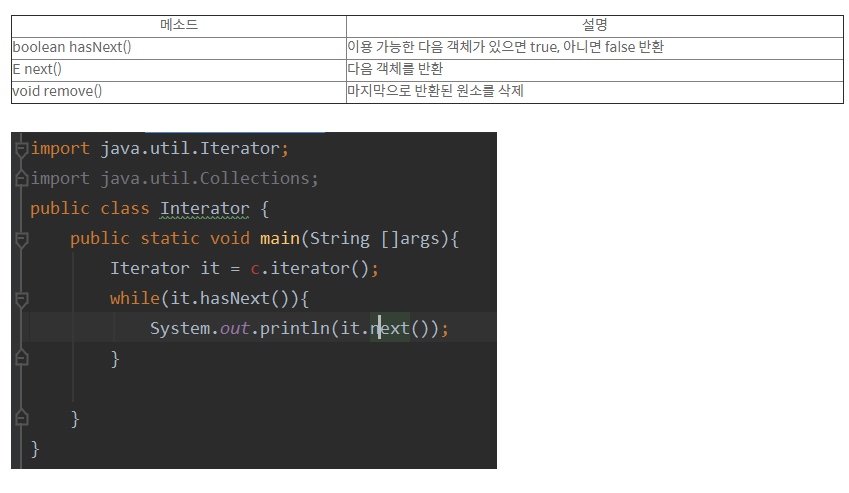 메소드 설명
boolean hasNext() 이용 가능한 다음 객체가 있으면 true, 아니면 false 반환
E next() 다음 객체를 반환
void remove() 마지막으로 반환된 원소를 삭제
import java.util.Iterator;
import java.util.Collections;
public class Interator {
public static void main(String []args){
Iterator it = c.iterator();
while(it.hasNext()){
System.out.println(it.next());
}
}
}